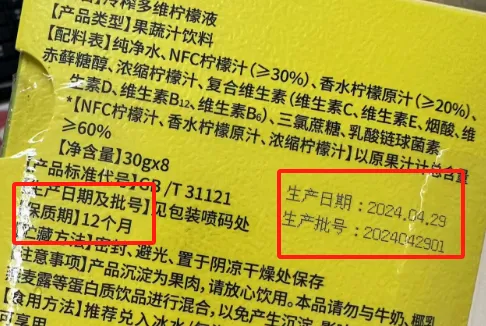 冷榨多维柠檬液
【产品类型】果蔬汁饮料
【配料表】纯净水、NFC柠檬汁(≥30%)、香水柠檬原汁(≥20%)、
赤藓糖醇、浓缩柠檬汁、复合维生素(维生素C、维生素E、烟酸、维
生素D、维生素B₁₂、维生素B₆)、三氯蔗糖、乳酸链球菌素
*【NFC柠檬汁、香水柠檬原汁、浓缩柠檬汁】以原果汁计总含量
≥60%
【净含量】30gx8
【产品标准代号】GB/T 31121
【生产日期及批号】见包装喷码处
【保质期】12个月
【贮藏方法】密封、避光、置于阴凉干燥处保存
【注意事项】产品沉淀为果肉,请放心饮用。本品请勿与牛奶、椰乳
燕麦露等蛋白质饮品进行混合,以免产生沉淀,影
【食用方法】推荐兑入冰水/
可享用
生产日期:2024.04.29
生产批号:2024042901